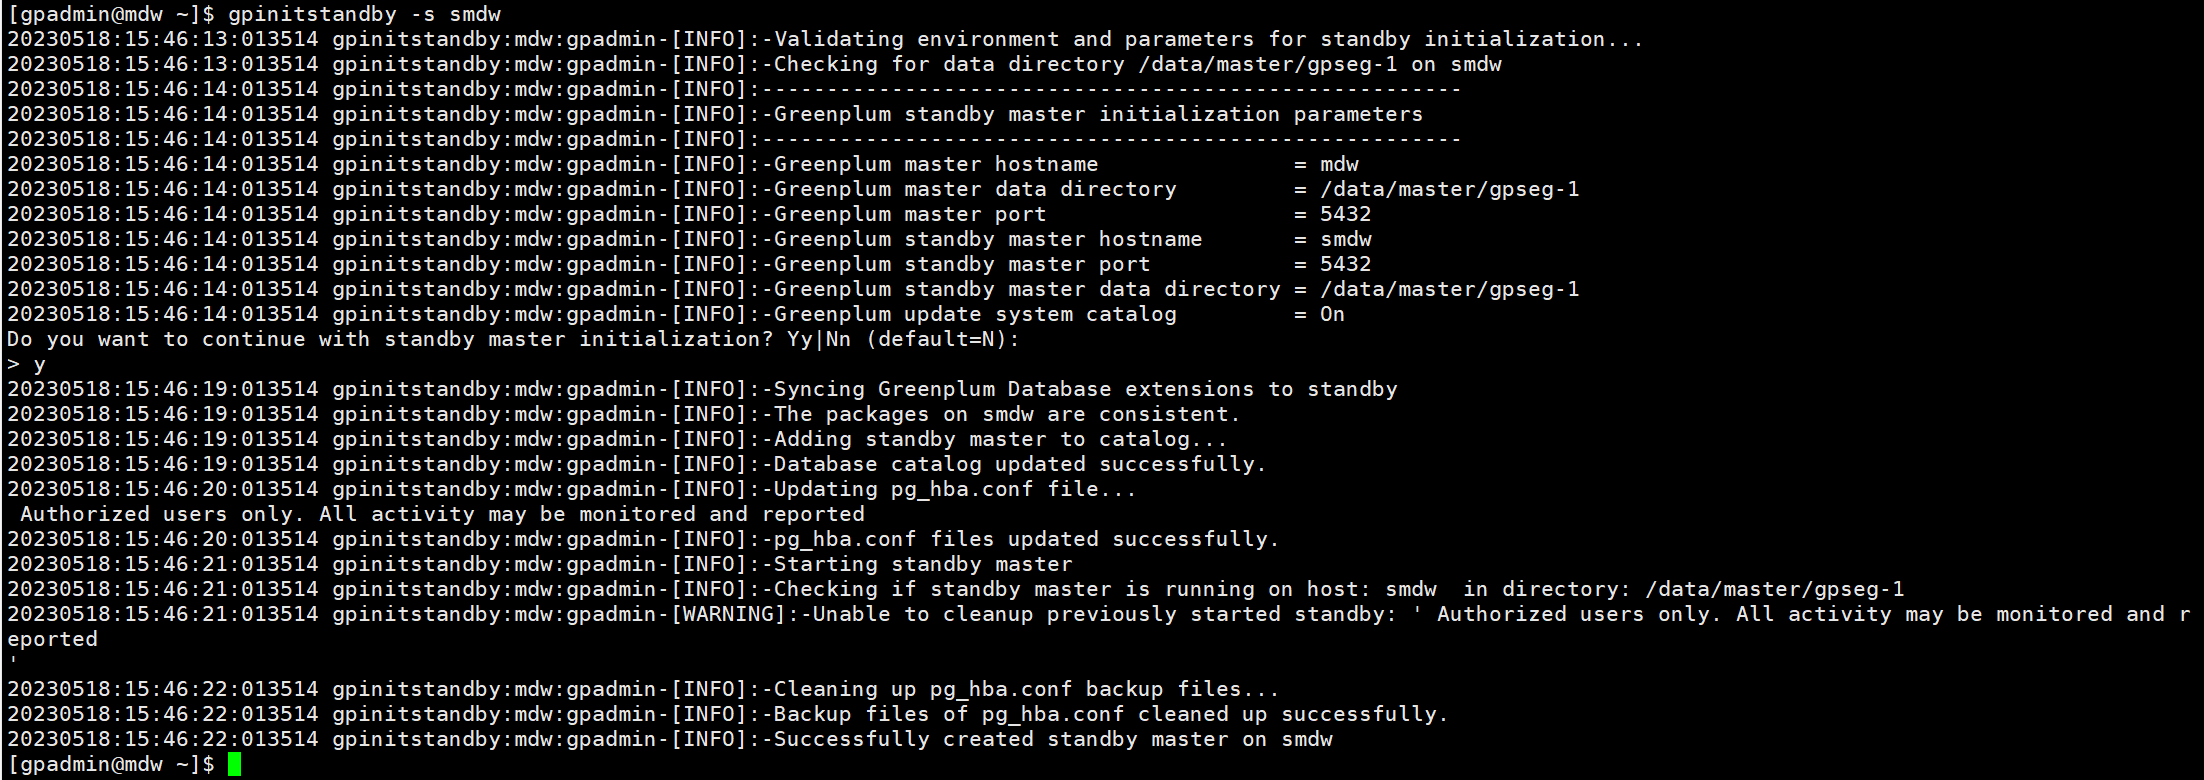 [gpadmin@mdw ~]$ gpinitstandby -s smdw
20230518:15:46:13:013514 gpinitstandby:mdw:gpadmin-[INFO]:-Validating environment and parameters for standby initialization...
20230518:15:46:13:013514 gpinitstandby:mdw:gpadmin-[INFO]:-Checking for data directory /data/master/gpseg-1 on smdw
20230518:15:46:14:013514 gpinitstandby:mdw:gpadmin-[INFO]:------------------------------------------------------
20230518:15:46:14:013514 gpinitstandby:mdw:gpadmin-[INFO]:-Greenplum standby master initialization parameters
20230518:15:46:14:013514 gpinitstandby:mdw:gpadmin-[INFO]:------------------------------------------------------
20230518:15:46:14:013514 gpinitstandby:mdw:gpadmin-[INFO]:-Greenplum master hostname               = mdw
20230518:15:46:14:013514 gpinitstandby:mdw:gpadmin-[INFO]:-Greenplum master data directory         = /data/master/gpseg-1
20230518:15:46:14:013514 gpinitstandby:mdw:gpadmin-[INFO]:-Greenplum master port                   = 5432
20230518:15:46:14:013514 gpinitstandby:mdw:gpadmin-[INFO]:-Greenplum standby master hostname       = smdw
20230518:15:46:14:013514 gpinitstandby:mdw:gpadmin-[INFO]:-Greenplum standby master port           = 5432
20230518:15:46:14:013514 gpinitstandby:mdw:gpadmin-[INFO]:-Greenplum standby master data directory = /data/master/gpseg-1
20230518:15:46:14:013514 gpinitstandby:mdw:gpadmin-[INFO]:-Greenplum update system catalog         = On
Do you want to continue with standby master initialization? Yy|Nn (default=N):
> y
20230518:15:46:19:013514 gpinitstandby:mdw:gpadmin-[INFO]:-Syncing Greenplum Database extensions to standby
20230518:15:46:19:013514 gpinitstandby:mdw:gpadmin-[INFO]:-The packages on smdw are consistent.
20230518:15:46:19:013514 gpinitstandby:mdw:gpadmin-[INFO]:-Adding standby master to catalog...
20230518:15:46:19:013514 gpinitstandby:mdw:gpadmin-[INFO]:-Database catalog updated successfully.
20230518:15:46:20:013514 gpinitstandby:mdw:gpadmin-[INFO]:-Updating pg_hba.conf file...
 Authorized users only. All activity may be monitored and reported
20230518:15:46:20:013514 gpinitstandby:mdw:gpadmin-[INFO]:-pg_hba.conf files updated successfully.
20230518:15:46:21:013514 gpinitstandby:mdw:gpadmin-[INFO]:-Starting standby master
20230518:15:46:21:013514 gpinitstandby:mdw:gpadmin-[INFO]:-Checking if standby master is running on host: smdw  in directory: /data/master/gpseg-1
20230518:15:46:21:013514 gpinitstandby:mdw:gpadmin-[WARNING]:-Unable to cleanup previously started standby: ' Authorized users only. All activity may be monitored and r
eported
'
20230518:15:46:22:013514 gpinitstandby:mdw:gpadmin-[INFO]:-Cleaning up pg_hba.conf backup files...
20230518:15:46:22:013514 gpinitstandby:mdw:gpadmin-[INFO]:-Backup files of pg_hba.conf cleaned up successfully.
20230518:15:46:22:013514 gpinitstandby:mdw:gpadmin-[INFO]:-Successfully created standby master on smdw
[gpadmin@mdw ~]$